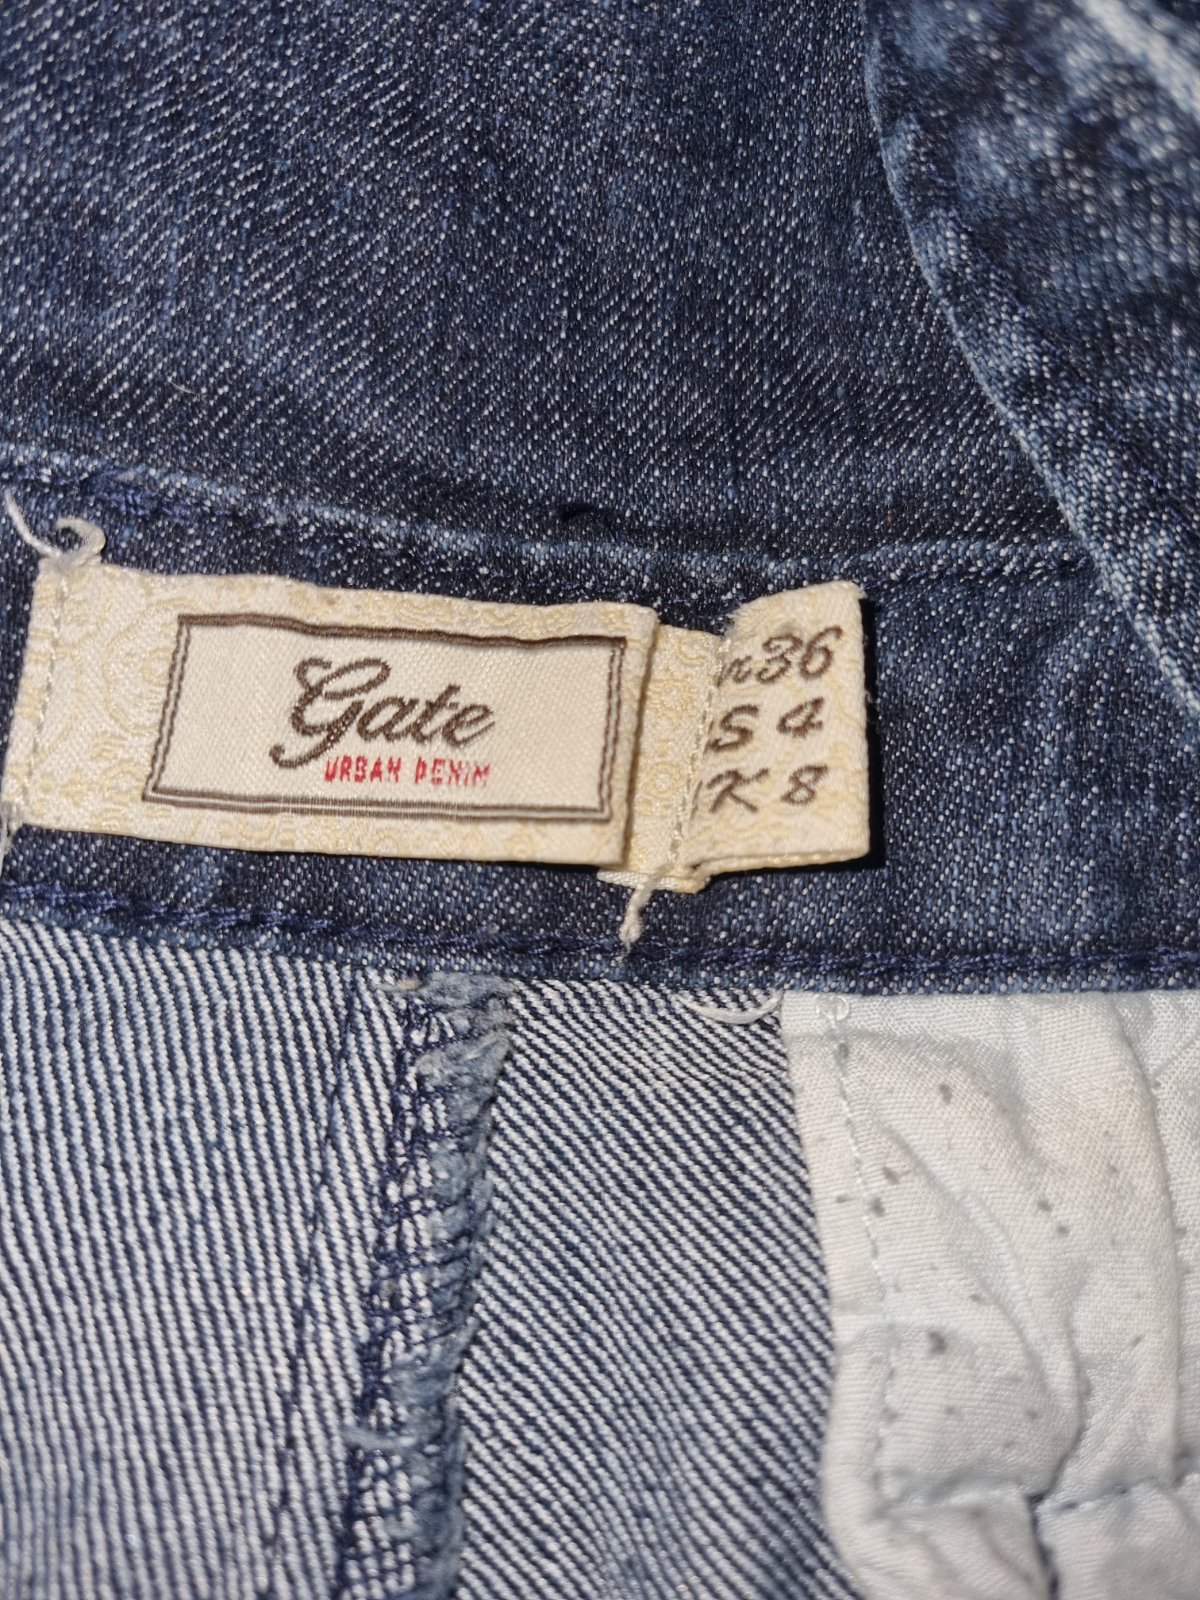 Gate
URBAN DENIM
36
S 4
K 8